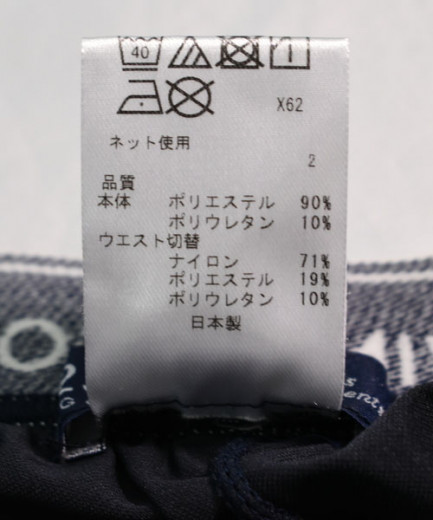 40
X62
ネット使用
2
品質
本体 ポリエステル 90%
ポリウレタン 10%
ウエスト切替
ナイロン 71%
ポリエステル 19%
ポリウレタン 10%
日本製